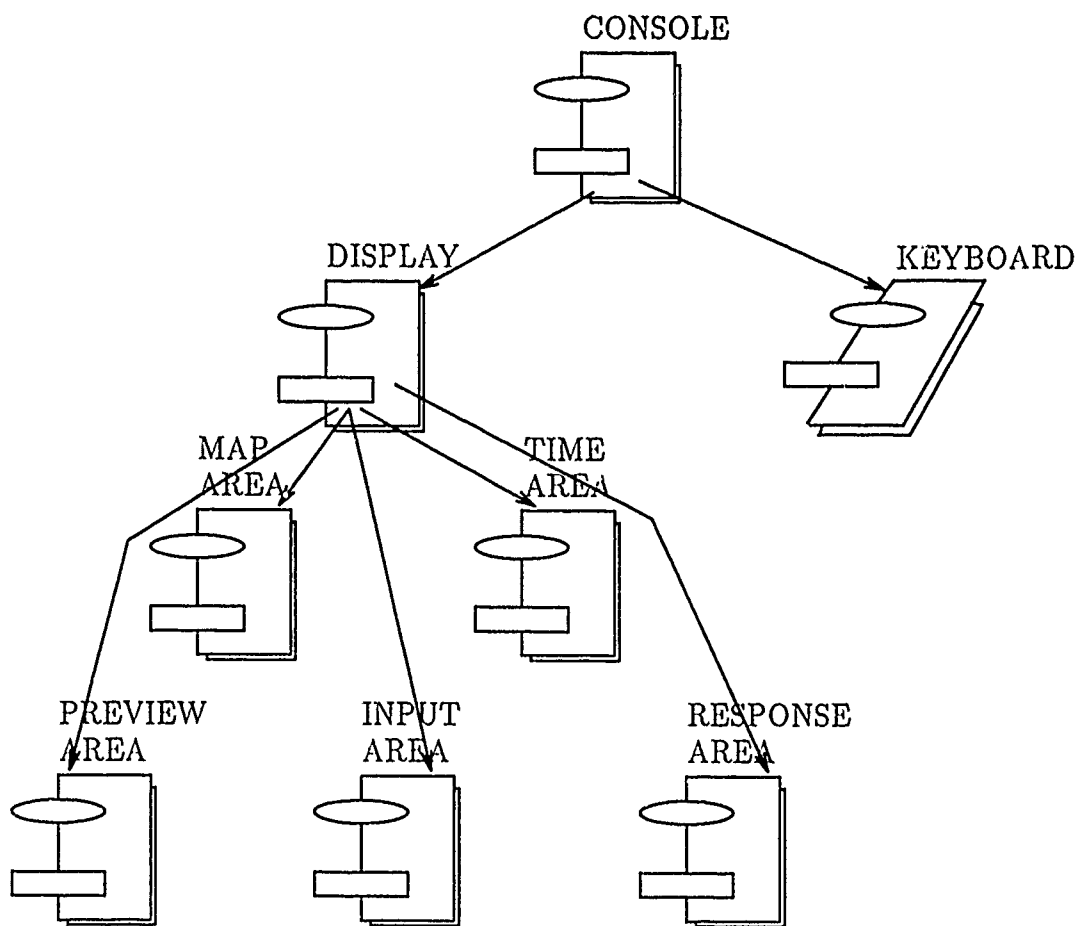 CONSOLE
DISPLAY
KEYBOARD
MAP
AREA
TIME
AREA
PREVIEW
AREA
INPUT
AREA
RESPONSE
AREA